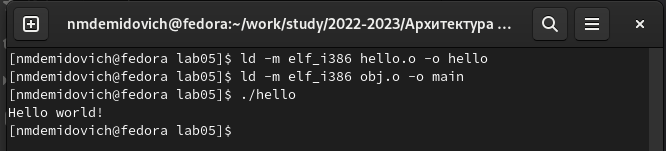 nmdemidovich@fedora:~/work/study/2022-2023/Архитектура ...
[nmdemidovich@fedora lab05]$ ld -m elf_i386 hello.o -o hello
[nmdemidovich@fedora lab05]$ ld -m elf_i386 obj.o -o main
[nmdemidovich@fedora lab05]$ ./hello
Hello world!
[nmdemidovich@fedora lab05]$